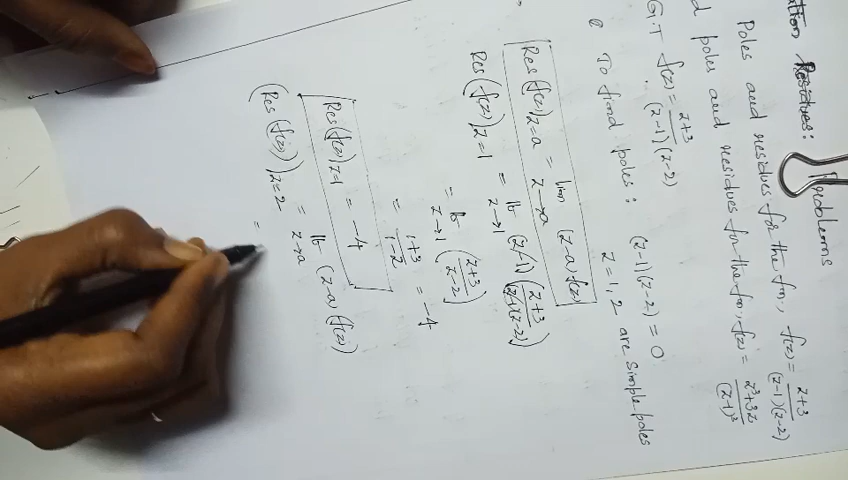 Residues: Problems
Poles and residues for the fn, f(z) = z+3/(z-1)(z-2)
poles and residues for the fn, f(z) = z³+3z/(z-1)²
G.T f(z) = z+3/(z-1)(z-2)
To find poles: (z-1)(z-2) = 0
z = 1, 2 are simple poles
Res(f(z))z=a = lim z→a (z-a) f(z)
Res(f(z))z=1 = lt z→1 (z-1) (z+3/(z-1)(z-2))
= lt z→1 (z+3/z-2)
= 1+3/1-2 = -4
Res(f(z))z=1 = -4
(Res(f(z)))z=2 = lt z→a (z-a) (f(z))
=